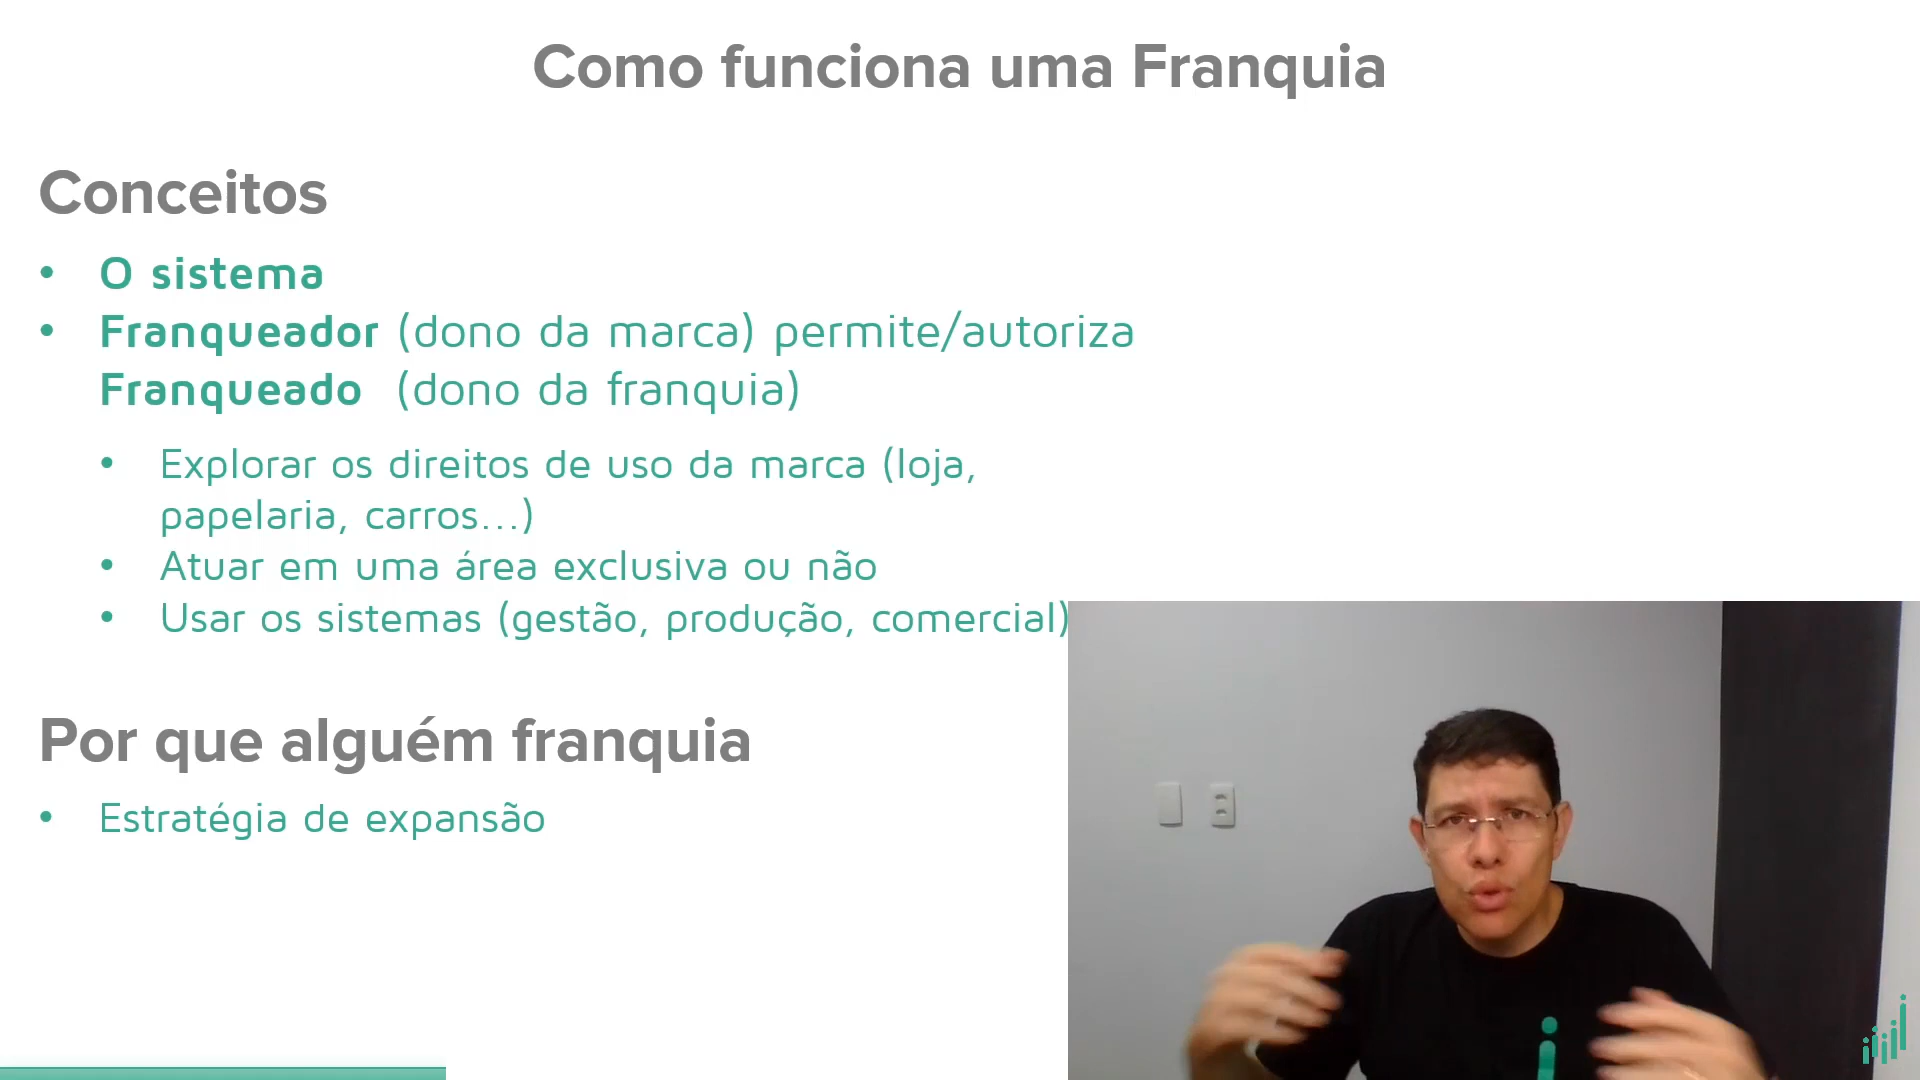 Como funciona uma Franquia
Conceitos
• O sistema
• Franqueador (dono da marca) permite/autoriza
Franqueado (dono da franquia)
• Explorar os direitos de uso da marca (loja,
papelaria, carros...)
• Atuar em uma área exclusiva ou não
• Usar os sistemas (gestão, produção, comercial)
Por que alguém franquia
• Estratégia de expansão